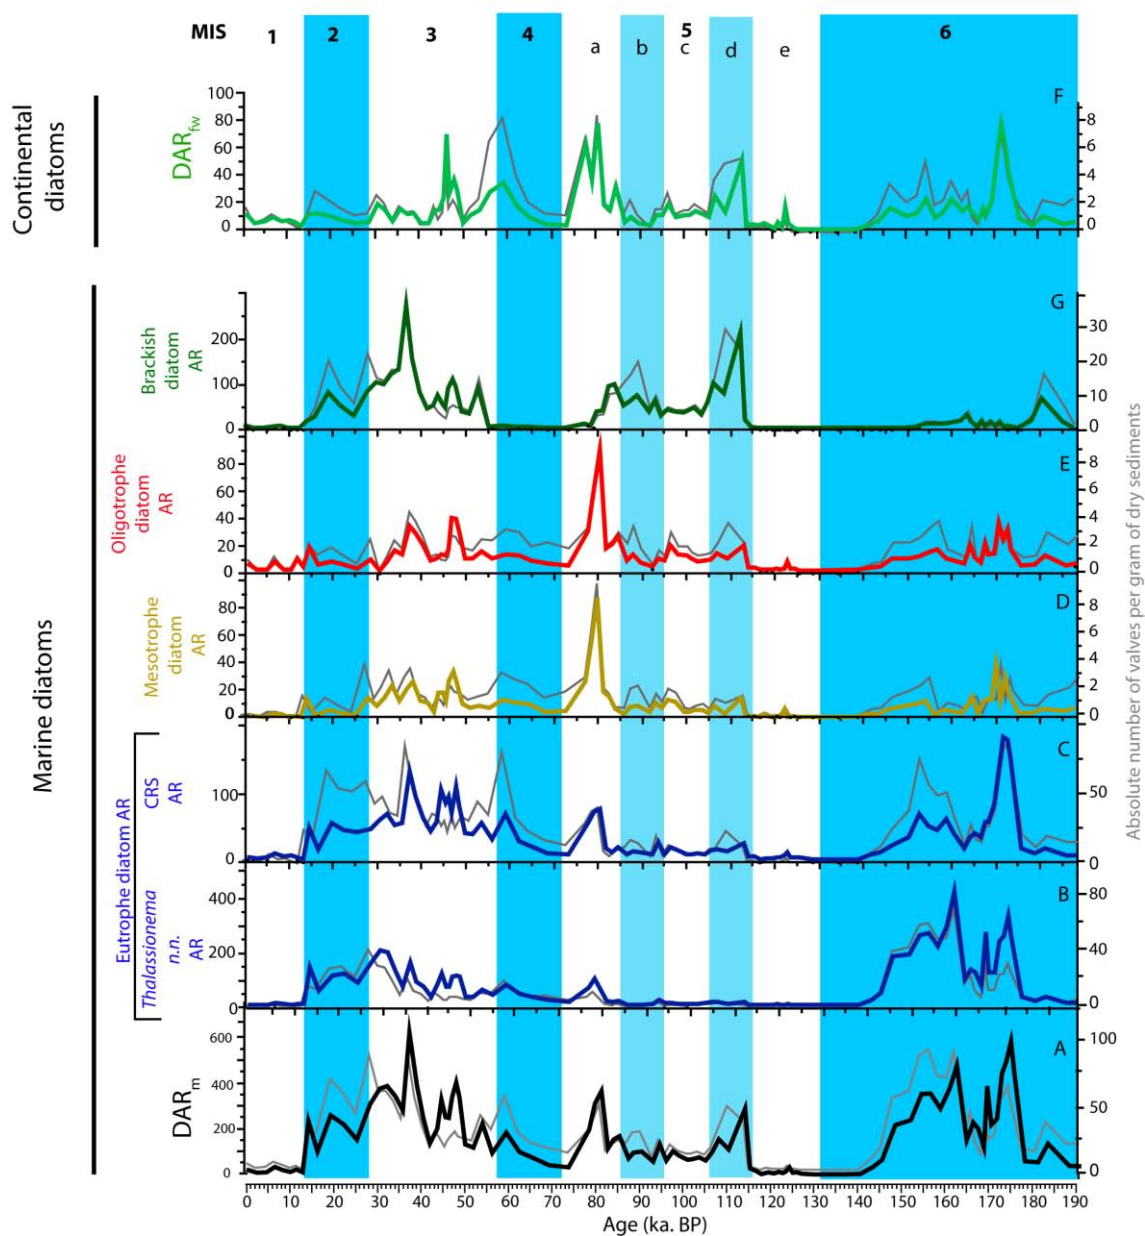 MIS 1 2 3 4 5 6
a b c d e
Continental
diatoms
DAR fw
100
80
60
40
20
0
F
8
6
4
2
0
Marine diatoms
Brackish
diatom
AR
200
100
0
G
30
20
10
0
Oligotrophe
diatom
AR
80
60
40
20
0
E
8
6
4
2
0
Mesotrophe
diatom
AR
80
60
40
20
0
D
8
6
4
2
0
Eutrophe diatom AR
CRS
AR
100
0
C
50
0
Thalassionema
n.n.
AR
400
200
0
B
80
40
0
DAR m
600
400
200
0
A
100
50
0
Absolute number of valves per gram of dry sediments
0 10 20 30 40 50 60 70 80 90 100 110 120 130 140 150 160 170 180 190
Age (ka. BP)